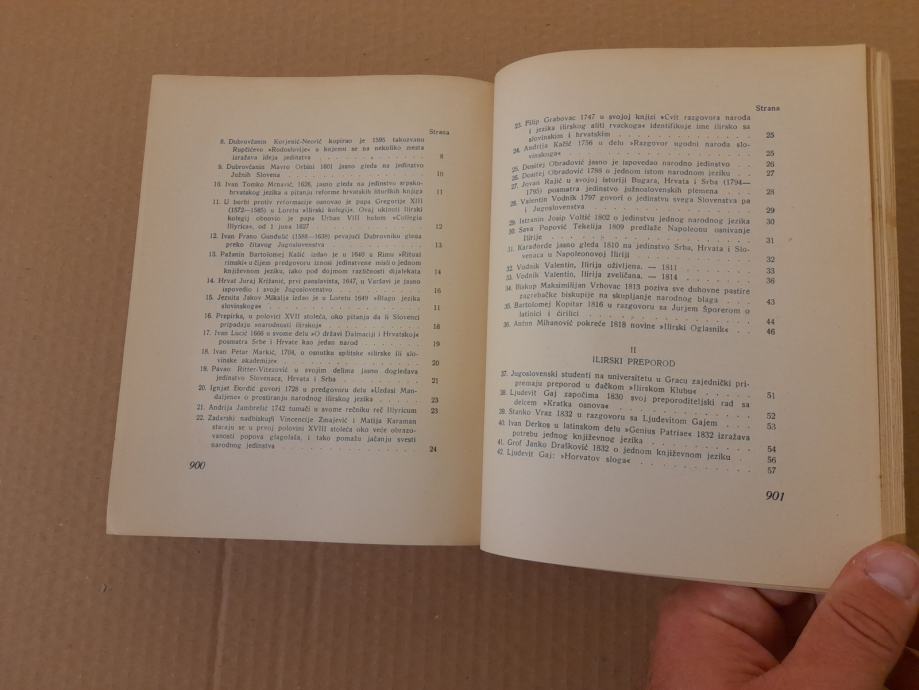 Strana
8. Dubrovčanin Korjenić-Neorić kopirao je 1595 takozvanu
Rupčićevo »Rodoslovije« u kojemu se na nekoliko mesta
izražava ideja jedinstva . . . . . . . . 8
9. Dubrovčanin Mavro Orbini 1601 jasno gleda na jedinstvo
Južnih Slovena . . . . . . . . 10
10. Ivan Tomko Mrnavić, 1626, jasno gleda na jedinstvo srpsko-
hrvatskog jezika a pitanju reforme hrvatskih liturških knjiga 11
11. U borbi protiv reformacije osnovao je papa Gregorije XIII
(1572—1585) u Loretu »Ilirski kolegij«. Ovaj ukinuti Ilirski
kolegij obnovio je papa Urban VIII bulom »Collegia
Illyrica«, od 1 juna 1627 . . . . . . . . 12
12. Ivan Frano Gundulić (1588—1638) prvajući Dubrovniku glasa
preko čitavog Jugoslovenstva . . . . . . . . 13
13. Pažanin Bartolomej Kašić izdao je u 1640 u Rimu »Ritual
rimski« u čijem predgovoru iznosi jedinstvene misli o jednom
književnom jeziku, iako pod dojmom različnosti dijalekata 14
14. Hrvat Juraj Križanić, prvi panslavista, 1647, u Varšavi je jasno
ispovedio i svoje Jugoslovenstvo . . . . . . . . 16
15. Jezuita Jakov Mikalja izdao je u Loretu 1649 »Blago jezika
slovinskoga« . . . . . . . . 11
16. Prepirka, u polovici XVII stoleća, oko pitanja da li Slovenci
pripadaju »narodnosti ilirskoj« . . . . . . . . 18
17. Ivan Lučić 1666 u svome delu »O državi Dalmaciji i Hrvatskoj«
posmatra Srbe i Hrvate kao jedan narod . . . . . . . . 19
18. Ivan Petar Markić, 1704, o osnutku splitske »ilirske ili slo-
vinske akademije« . . . . . . . .
19. Pavao Ritter-Vitezović u svojim delima jasno dogledava
jedinstvo Slovenaca, Hrvata i Srba . . . . . . . . 21
20. Ignjat Đorđić govori 1728 u predgovoru delu »Uzdasi Man-
daljene« o prostiranju narodnog ilirskog jezika . . . . 23
21. Andrija Jambrešić 1742 tumači u svome rečniku reč Illyricum 23
22. Zadarski nadbiskupi Vincencije Zmajević i Matija Karaman
staraju se u prvoj polovini XVIII stoleća oko veće obrazo-
vanosti popova glagolaša, i tako pomažu jačanju svesti
narodnog jedinstva . . . . . . . . 24
900
Strana
23. Filip Grabovac 1747 u svojoj knjizi »Cvit razgovora naroda
i jezika ilirskog aliti rvackoga« identifikuje ime ilirsko sa
slovinskim i hrvatskim . . . . . . . . 25
24. Andrija Kačić 1756 u delu »Razgovor ugodni naroda slo-
vinskoga« . . . . . . . . 25
25. Dositej Obradović jasno je ispovedao narodno jedinstvo . 26
26. Dositej Obradović 1788 o jednom istom narodnom jeziku . 27
27. Jovan Rajić u svojoj istoriji Bugara, Hrvata i Srba (1794—
1795) posmatra jedinstvo južnoslovenskih plemena . . . 28
28. Valentin Vodnik 1797 govori o jedinstvu svega Slovenstva pa
i Jugoslovenstva . . . . . . . . 29
29. Istranin Josip Voltić 1802 o jedinstvu jednog narodnog jezika 30
30. Sava Popović Tekelija 1809 predlaže Napoleonu osnivanje
Ilirije . . . . . . . . 31
31. Karađorđe jasno gleda 1810 na jedinstvo Srba, Hrvata i Slo-
venaca u Napoleonovoj Iliriji . . . . . . . . 32
32. Vodnik Valentin, Ilirija oživljena. — 1811 . . . . 33
33. Vodnik Valentin, Ilirija zveličana. — 1814 . . . . 36
34. Biskup Maksimilijan Vrhovac 1813 poziva sve duhovne pastire
zagrebačke biskupije na skupljanje narodnog blaga . . . 43
35. Bartolomej Kopitar 1816 u razgovoru sa Jurjem Šporerom o
latinici i ćirilici . . . . . . . . 44
36. Antun Mihanović pokreće 1818 novine »Ilirski Oglasnik« . . 46
II
ILIRSKI PREPOROD
37. Jugoslovenski studenti na univerzitetu u Gracu zajednički pri-
premaju preporod u dačkom »Ilirskom Klubu« . . . . 51
38. Ljudevit Gaj započima 1830 svoj preporoditeljski rad sa
delcem »Kratka osnova« . . . . . . . . 52
39. Stanko Vraz 1832 u razgovoru sa Ljudevitom Gajem . . 53
40. Ivan Derkos u latinskom delu »Genius Patriae« 1832 izražava
potrebu jednog književnog jezika . . . . . . . . 54
41. Grof Janko Drašković 1832 o jednom književnom jeziku . 56
42. Ljudevit Gaj: »Horvatov sloga« . . . . . . . . 57
901